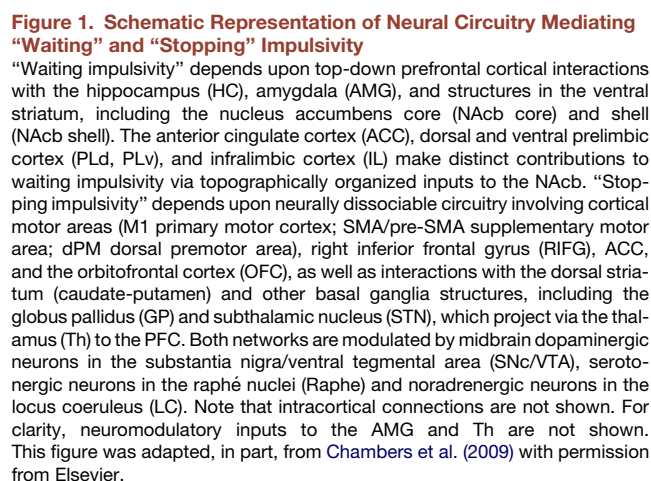 Figure 1. Schematic Representation of Neural Circuitry Mediating
“Waiting” and “Stopping” Impulsivity
“Waiting impulsivity” depends upon top-down prefrontal cortical interactions
with the hippocampus (HC), amygdala (AMG), and structures in the ventral
striatum, including the nucleus accumbens core (NAcb core) and shell
(NAcb shell). The anterior cingulate cortex (ACC), dorsal and ventral prelimbic
cortex (PLd, PLv), and infralimbic cortex (IL) make distinct contributions to
waiting impulsivity via topographically organized inputs to the NAcb. “Stop-
ping impulsivity” depends upon neurally dissociable circuitry involving cortical
motor areas (M1 primary motor cortex; SMA/pre-SMA supplementary motor
area; dPM dorsal premotor area), right inferior frontal gyrus (RIFG), ACC,
and the orbitofrontal cortex (OFC), as well as interactions with the dorsal stria-
tum (caudate-putamen) and other basal ganglia structures, including the
globus pallidus (GP) and subthalamic nucleus (STN), which project via the thal-
amus (Th) to the PFC. Both networks are modulated by midbrain dopaminergic
neurons in the substantia nigra/ventral tegmental area (SNc/VTA), seroto-
nergic neurons in the raphé nuclei (Raphe) and noradrenergic neurons in the
locus coeruleus (LC). Note that intracortical connections are not shown. For
clarity, neuromodulatory inputs to the AMG and Th are not shown.
This figure was adapted, in part, from Chambers et al. (2009) with permission
from Elsevier.